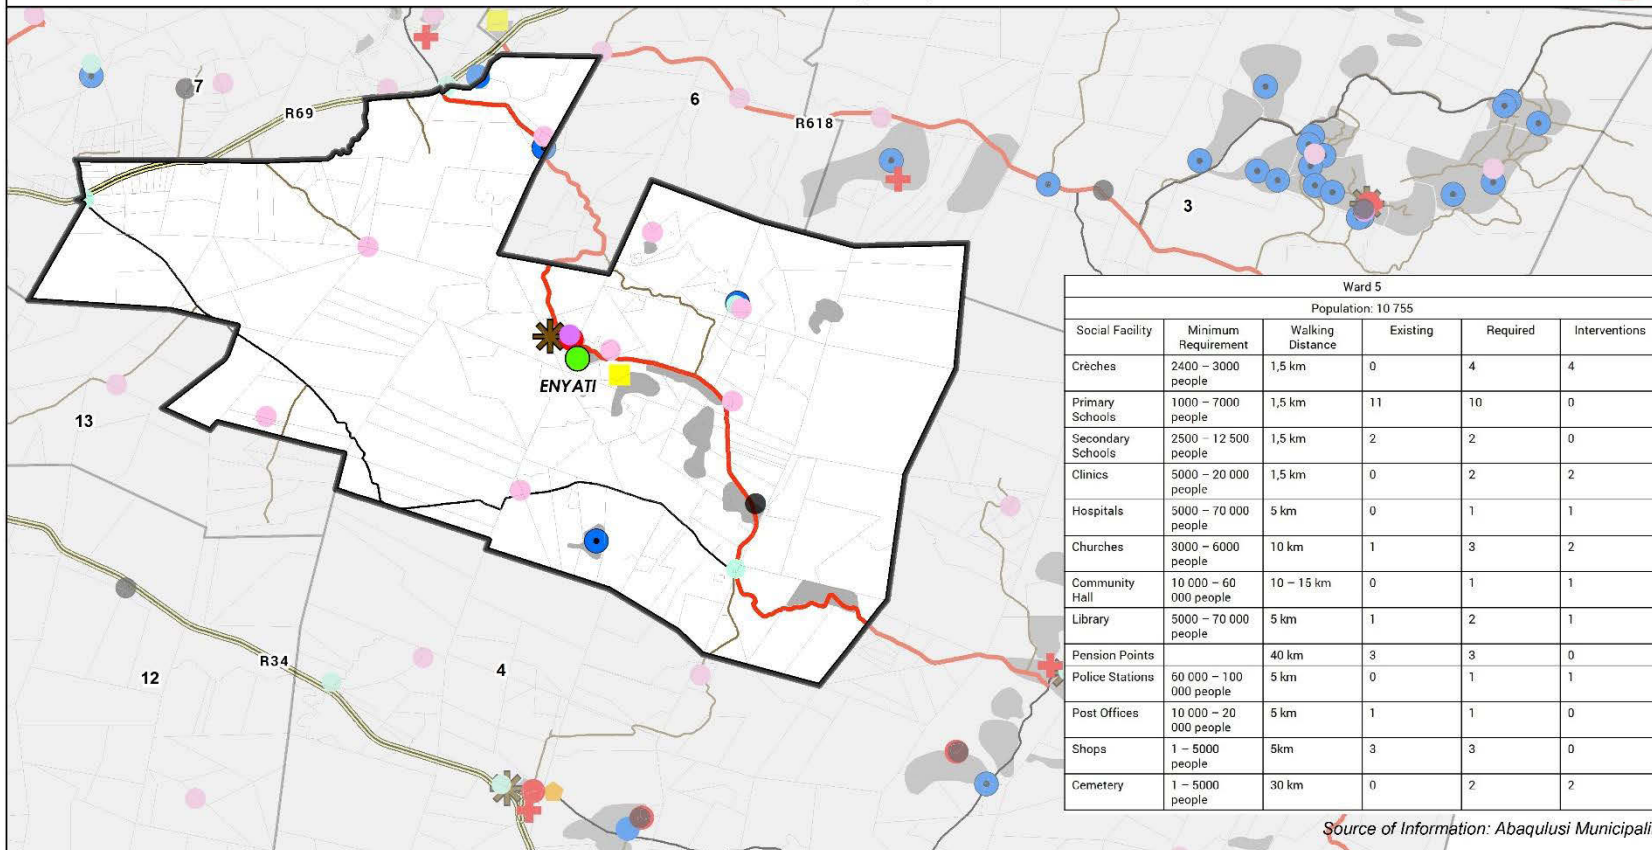 7
R69
6
R618
3
ENYATI
13
12
R34
4
Ward 5
Population: 10 755
Social Facility Minimum Requirement Walking Distance Existing Required Interventions
Crèches 2400 – 3000 people 1,5 km 0 4 4
Primary Schools 1000 – 7000 people 1,5 km 11 10 0
Secondary Schools 2500 – 12 500 people 1,5 km 2 2 0
Clinics 5000 – 20 000 people 1,5 km 0 2 2
Hospitals 5000 – 70 000 people 5 km 0 1 1
Churches 3000 – 6000 people 10 km 1 3 2
Community Hall 10 000 – 60 000 people 10 – 15 km 0 1 1
Library 5000 – 70 000 people 5 km 1 2 1
Pension Points 40 km 3 3 0
Police Stations 60 000 – 100 000 people 5 km 0 1 1
Post Offices 10 000 – 20 000 people 5 km 1 1 0
Shops 1 – 5000 people 5km 3 3 0
Cemetery 1 – 5000 people 30 km 0 2 2
Source of Information: Abaqulusi Municipali